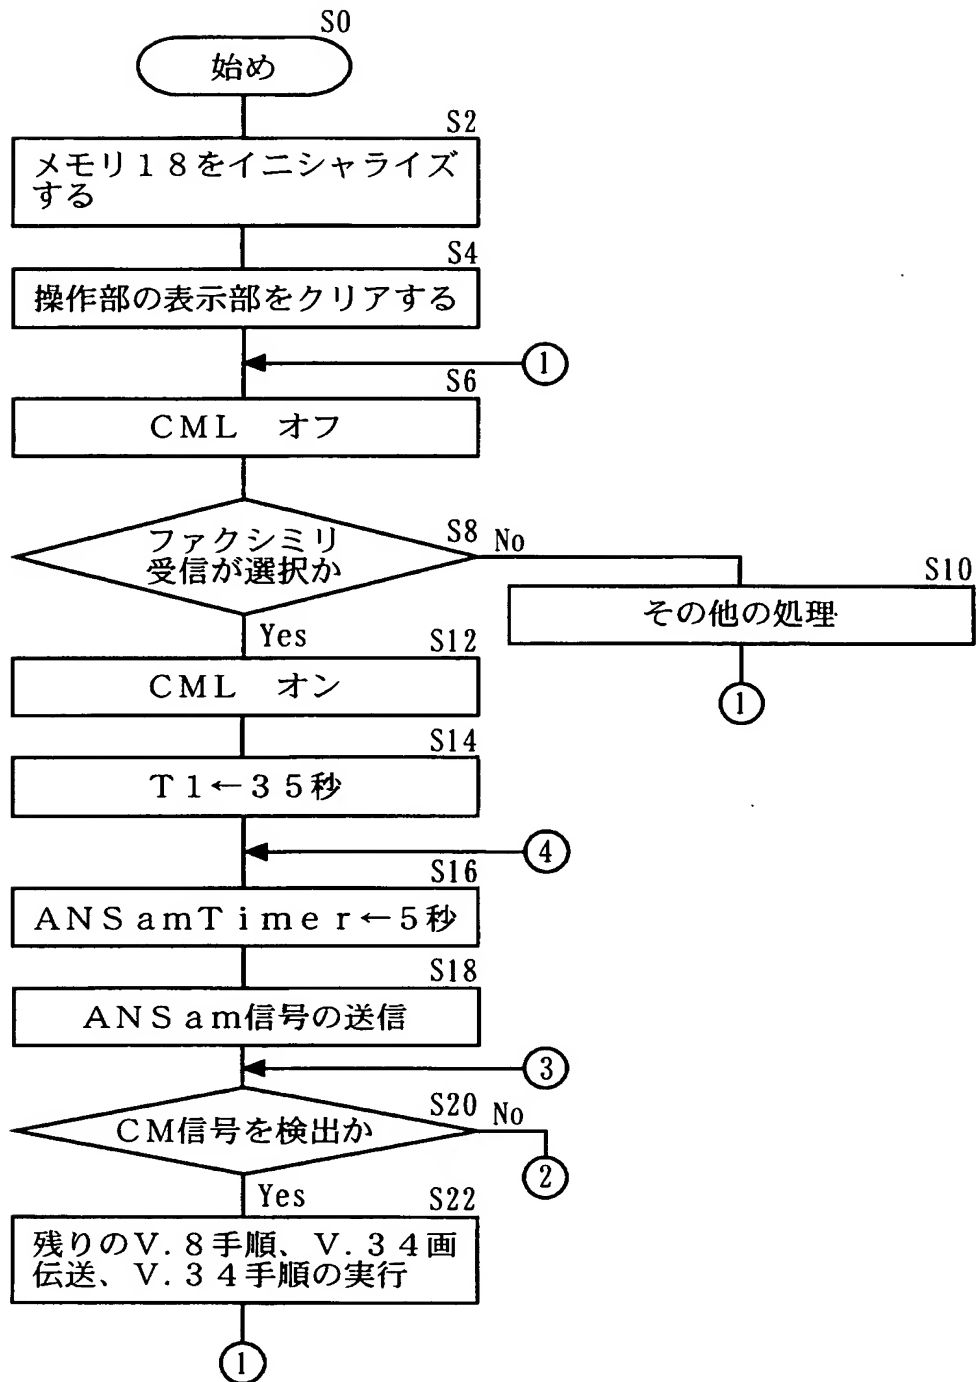 S0
始め
S2
メモリ１８をイニシャライズ
する
S4
操作部の表示部をクリアする
1
S6
ＣＭＬ　オフ
S8
ファクシミリ
受信が選択か
No
S10
その他の処理
1
Yes
S12
ＣＭＬ　オン
S14
Ｔ１←３５秒
4
S16
ＡＮＳａｍＴｉｍｅｒ←５秒
S18
ＡＮＳａｍ信号の送信
3
S20
ＣＭ信号を検出か
No
2
Yes
S22
残りのＶ．８手順、Ｖ．３４画
伝送、Ｖ．３４手順の実行
1